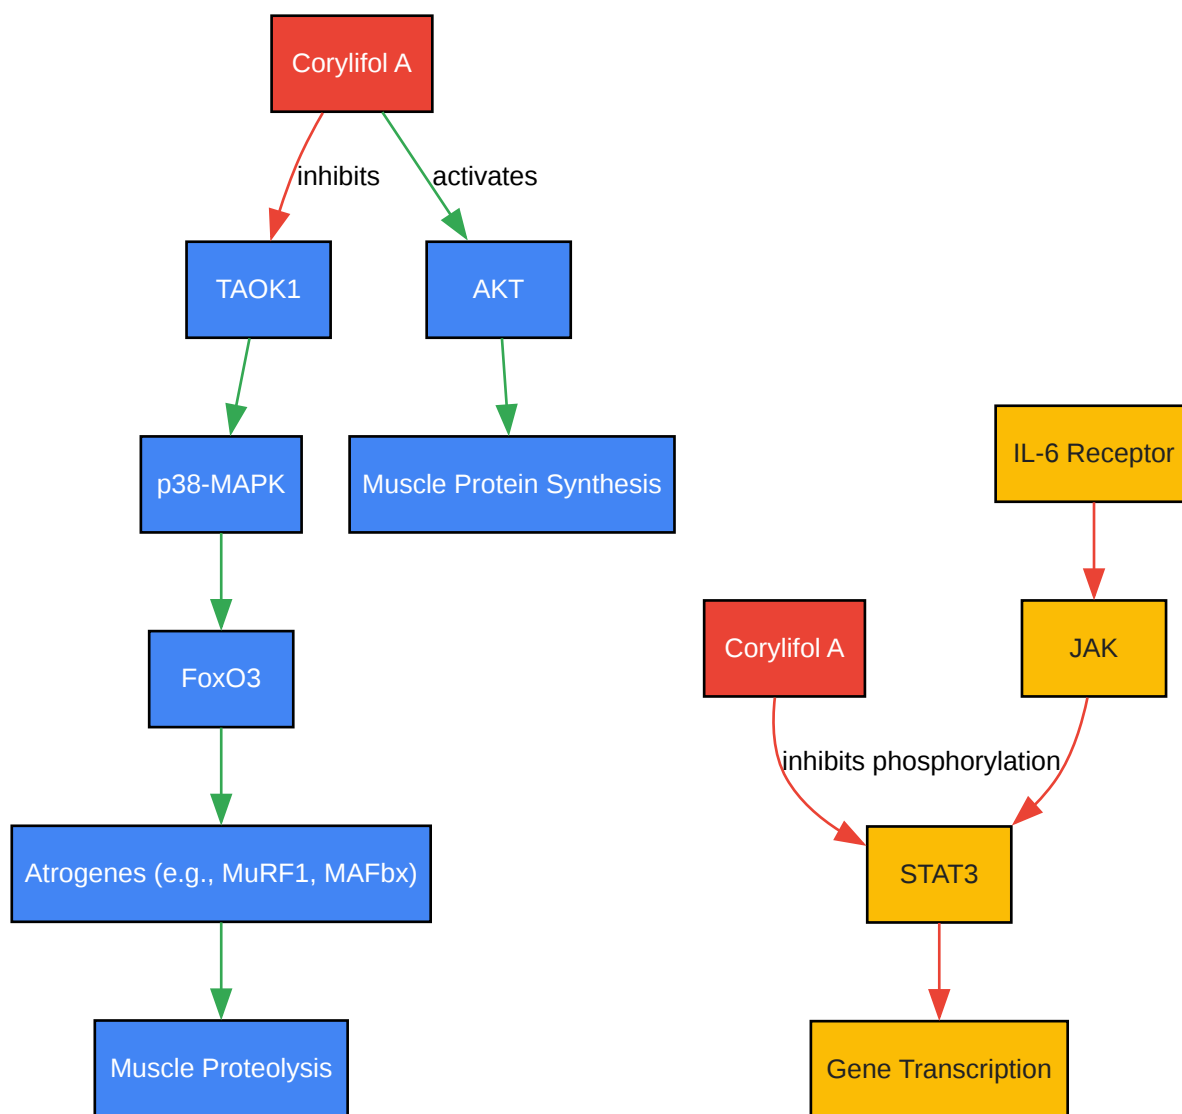 Corylifol A
inhibits
activates
TAOK1
AKT
p38-MAPK
Muscle Protein Synthesis
FoxO3
Atrogenes (e.g., MuRF1, MAFbx)
Muscle Proteolysis
IL-6 Receptor
Corylifol A
JAK
inhibits phosphorylation
STAT3
Gene Transcription